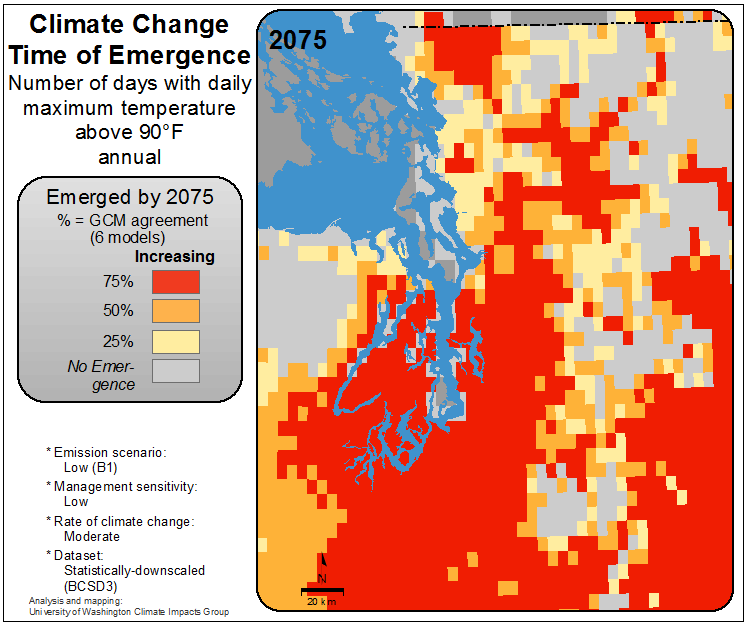 Climate Change
Time of Emergence
Number of days with daily
maximum temperature
above 90°F
annual
Emerged by 2075
% = GCM agreement
(6 models)
Increasing
75%
50%
25%
No Emer-
gence
* Emission scenario:
Low (B1)
* Management sensitivity:
Low
* Rate of climate change:
Moderate
* Dataset:
Statistically-downscaled
(BCSD3)
Analysis and mapping:
University of Washington Climate Impacts Group
2075
N
20 km